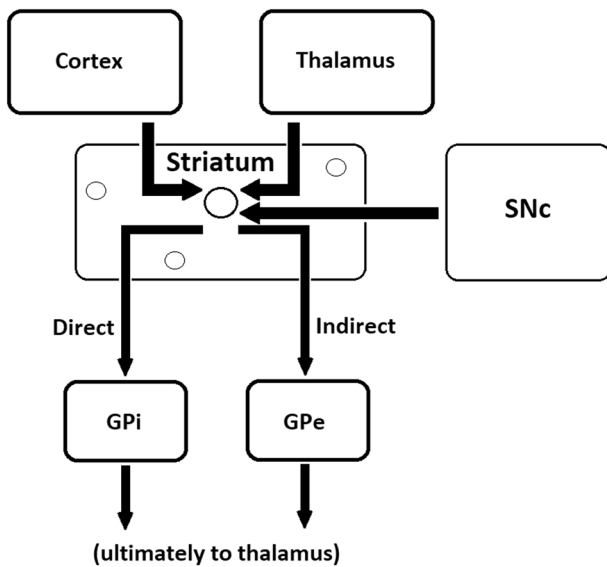 Cortex
Thalamus
Striatum
SNc
Direct
Indirect
GPi
GPe
(ultimately to thalamus)